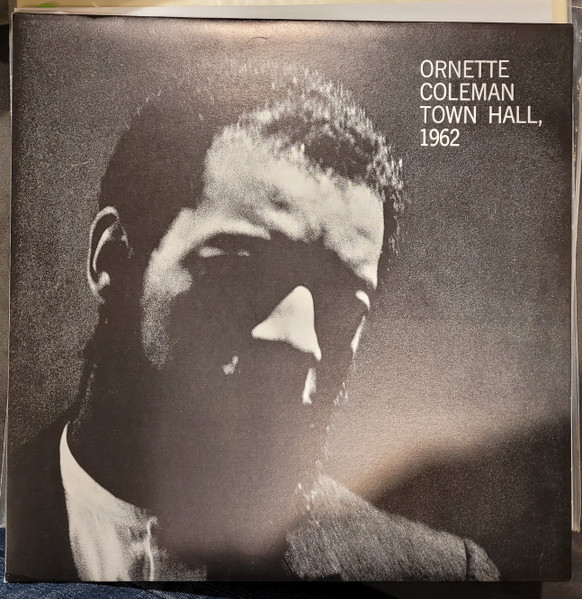 ORNETTE
COLEMAN
TOWN HALL,
1962